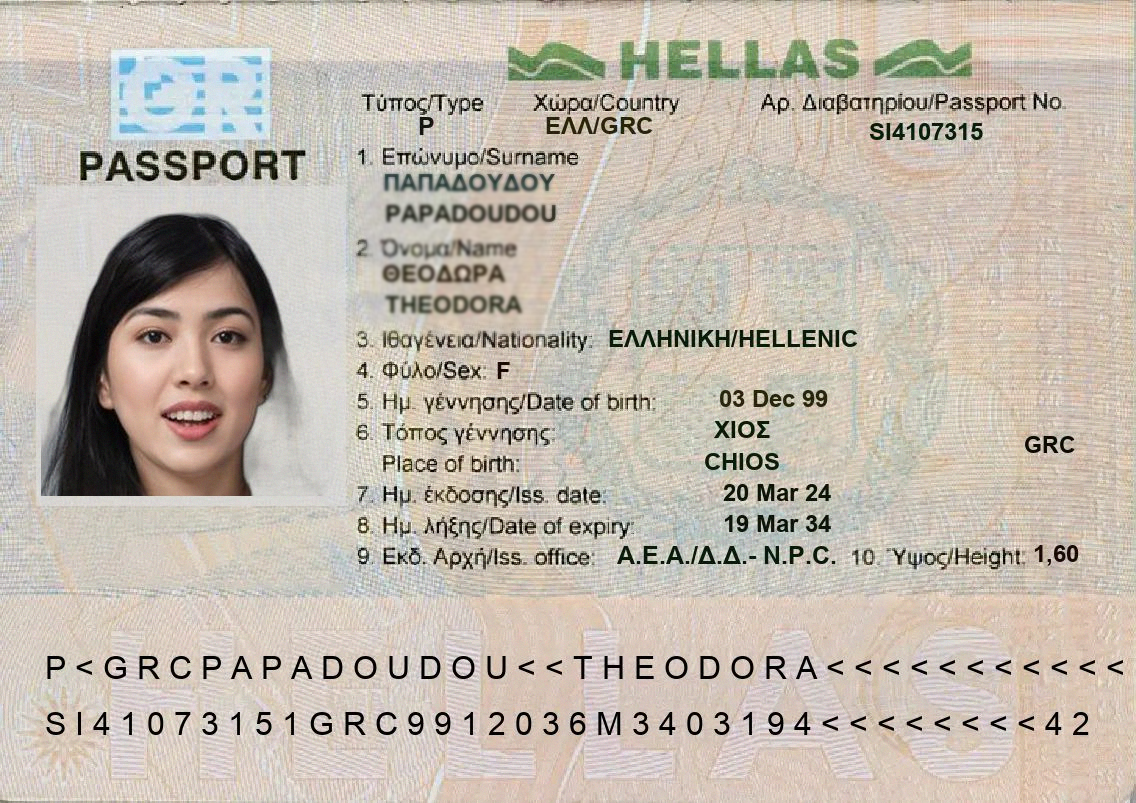 HELLAS
GR
PASSPORT
Τύπος/Type Χώρα/Country Αρ. Διαβατηρίου/Passport No.
P ΕΛΛ/GRC SI4107315
1. Επώνυμο/Surname
ΠΑΠΑΔΟΥΔΟΥ
PAPADOUDOU
2. Όνομα/Name
ΘΕΟΔΩΡΑ
THEODORA
3. Ιθαγένεια/Nationality: ΕΛΛΗΝΙΚΗ/HELLENIC
4. Φύλο/Sex: F
5. Ημ. γέννησης/Date of birth: 03 Dec 99
6. Τόπος γέννησης: ΧΙΟΣ
Place of birth: CHIOS GRC
7. Ημ. έκδοσης/Iss. date: 20 Mar 24
8. Ημ. λήξης/Date of expiry: 19 Mar 34
9 Εκδ. Αρχή/Iss. office: Α.Ε.Α./Δ.Δ.- N.P.C. 10. Ύψος/Height: 1,60
HELLAS
P<GRCPAPADOUDOU<<THEODORA<<<<<<<<<<<
SI41073151GRC9912036M3403194<<<<<<<<42